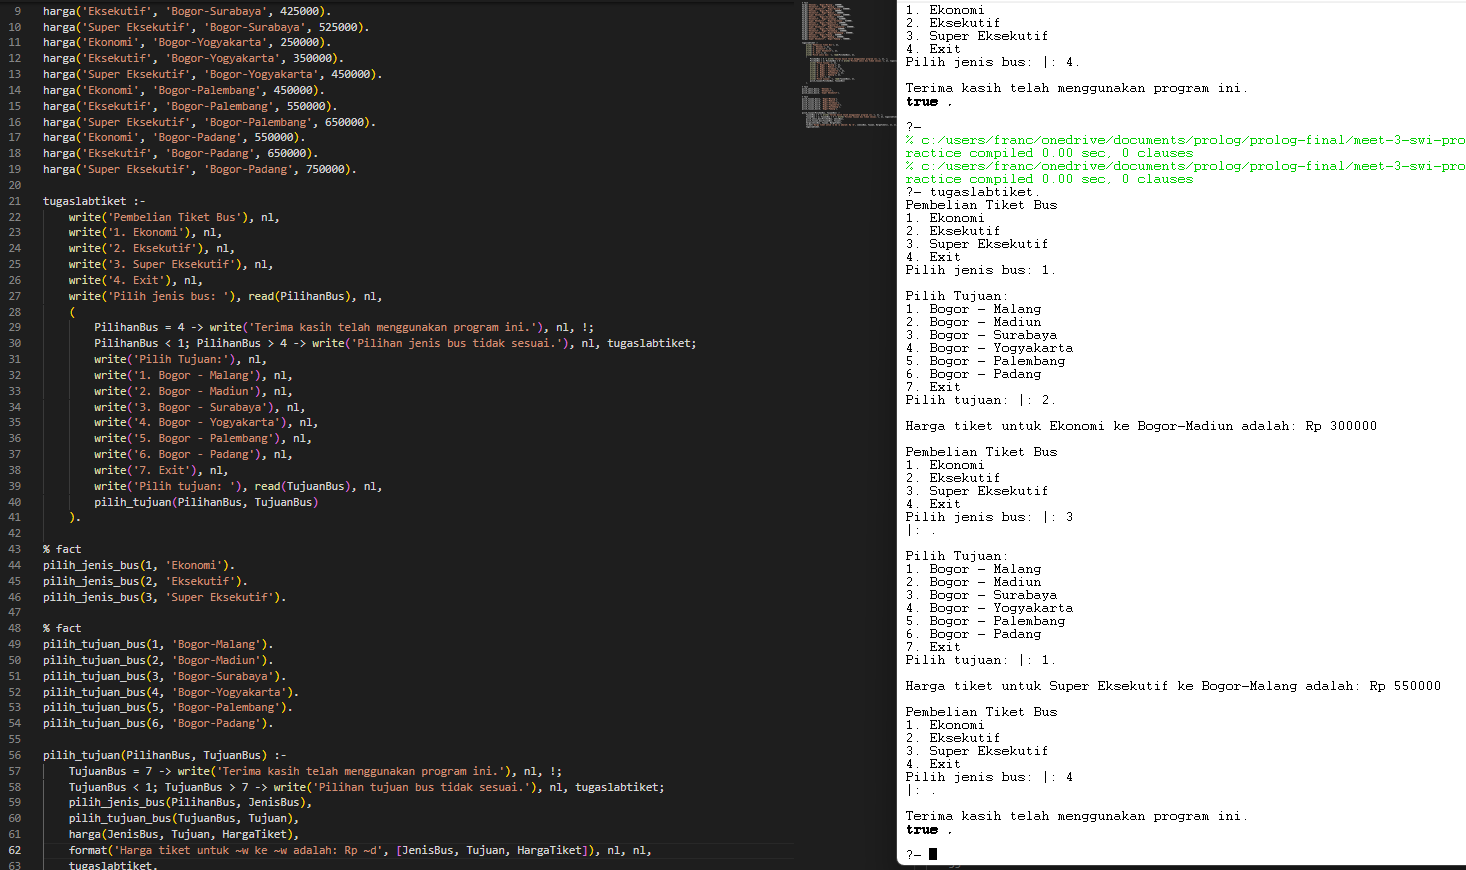 9 harga('Eksekutif', 'Bogor-Surabaya', 425000).
10 harga('Super Eksekutif', 'Bogor-Surabaya', 525000).
11 harga('Ekonomi', 'Bogor-Yogyakarta', 250000).
12 harga('Eksekutif', 'Bogor-Yogyakarta', 350000).
13 harga('Super Eksekutif', 'Bogor-Yogyakarta', 450000).
14 harga('Ekonomi', 'Bogor-Palembang', 450000).
15 harga('Eksekutif', 'Bogor-Palembang', 550000).
16 harga('Super Eksekutif', 'Bogor-Palembang', 650000).
17 harga('Ekonomi', 'Bogor-Padang', 550000).
18 harga('Eksekutif', 'Bogor-Padang', 650000).
19 harga('Super Eksekutif', 'Bogor-Padang', 750000).
20
21 tugaslabtiket :-
22 write('Pembelian Tiket Bus'), nl,
23 write('1. Ekonomi'), nl,
24 write('2. Eksekutif'), nl,
25 write('3. Super Eksekutif'), nl,
26 write('4. Exit'), nl,
27 write('Pilih jenis bus: '), read(PilihanBus), nl,
28 (
29 PilihanBus = 4 -> write('Terima kasih telah menggunakan program ini.'), nl, !;
30 PilihanBus < 1; PilihanBus > 4 -> write('Pilihan jenis bus tidak sesuai.'), nl, tugaslabtiket;
31 write('Pilih Tujuan:'), nl,
32 write('1. Bogor - Malang'), nl,
33 write('2. Bogor - Madiun'), nl,
34 write('3. Bogor - Surabaya'), nl,
35 write('4. Bogor - Yogyakarta'), nl,
36 write('5. Bogor - Palembang'), nl,
37 write('6. Bogor - Padang'), nl,
38 write('7. Exit'), nl,
39 write('Pilih tujuan: '), read(TujuanBus), nl,
40 pilih_tujuan(PilihanBus, TujuanBus)
41 ).
42
43 % fact
44 pilih_jenis_bus(1, 'Ekonomi').
45 pilih_jenis_bus(2, 'Eksekutif').
46 pilih_jenis_bus(3, 'Super Eksekutif').
47
48 % fact
49 pilih_tujuan_bus(1, 'Bogor-Malang').
50 pilih_tujuan_bus(2, 'Bogor-Madiun').
51 pilih_tujuan_bus(3, 'Bogor-Surabaya').
52 pilih_tujuan_bus(4, 'Bogor-Yogyakarta').
53 pilih_tujuan_bus(5, 'Bogor-Palembang').
54 pilih_tujuan_bus(6, 'Bogor-Padang').
55
56 pilih_tujuan(PilihanBus, TujuanBus) :-
57 TujuanBus = 7 -> write('Terima kasih telah menggunakan program ini.'), nl, !;
58 TujuanBus < 1; TujuanBus > 7 -> write('Pilihan tujuan bus tidak sesuai.'), nl, tugaslabtiket;
59 pilih_jenis_bus(PilihanBus, JenisBus),
60 pilih_tujuan_bus(TujuanBus, Tujuan),
61 harga(JenisBus, Tujuan, HargaTiket),
62 format('Harga tiket untuk ~w ke ~w adalah: Rp ~d', [JenisBus, Tujuan, HargaTiket]), nl, nl,
63 tugaslabtiket.
1. Ekonomi
2. Eksekutif
3. Super Eksekutif
4. Exit
Pilih jenis bus: |: 4.
Terima kasih telah menggunakan program ini.
true .
?-
% c:/users/franc/onedrive/documents/prolog/prolog-final/meet-3-swi-pro
ractice compiled 0.00 sec, 0 clauses
% c:/users/franc/onedrive/documents/prolog/prolog-final/meet-3-swi-pro
ractice compiled 0.00 sec, 0 clauses
?- tugaslabtiket.
Pembelian Tiket Bus
1. Ekonomi
2. Eksekutif
3. Super Eksekutif
4. Exit
Pilih jenis bus: 1.
Pilih Tujuan:
1. Bogor - Malang
2. Bogor - Madiun
3. Bogor - Surabaya
4. Bogor - Yogyakarta
5. Bogor - Palembang
6. Bogor - Padang
7. Exit
Pilih tujuan: |: 2.
Harga tiket untuk Ekonomi ke Bogor-Madiun adalah: Rp 300000
Pembelian Tiket Bus
1. Ekonomi
2. Eksekutif
3. Super Eksekutif
4. Exit
Pilih jenis bus: |: 3
|: .
Pilih Tujuan:
1. Bogor - Malang
2. Bogor - Madiun
3. Bogor - Surabaya
4. Bogor - Yogyakarta
5. Bogor - Palembang
6. Bogor - Padang
7. Exit
Pilih tujuan: |: 1.
Harga tiket untuk Super Eksekutif ke Bogor-Malang adalah: Rp 550000
Pembelian Tiket Bus
1. Ekonomi
2. Eksekutif
3. Super Eksekutif
4. Exit
Pilih jenis bus: |: 4
|: .
Terima kasih telah menggunakan program ini.
true .
?-